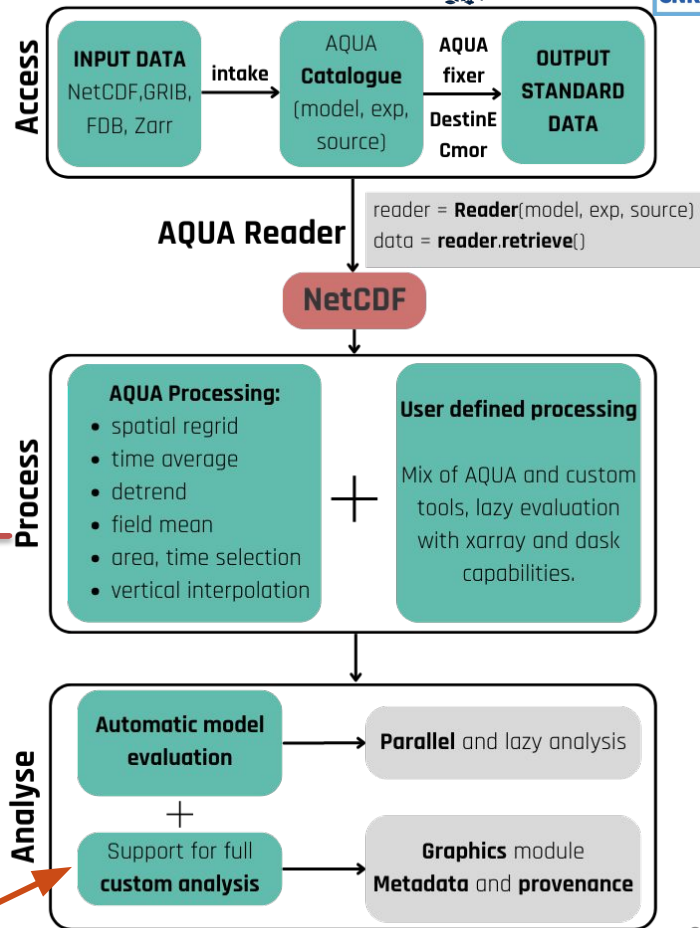 Access
INPUT DATA
NetCDF,GRIB,
FDB, Zarr
intake
AQUA
Catalogue
(model, exp,
source)
AQUA
fixer
DestinE
Cmor
OUTPUT
STANDARD
DATA
AQUA Reader
reader = Reader(model, exp, source)
data = reader.retrieve()
NetCDF
Process
AQUA Processing:
• spatial regrid
• time average
• detrend
• field mean
• area, time selection
• vertical interpolation
+
User defined processing
Mix of AQUA and custom
tools, lazy evaluation
with xarray and dask
capabilities.
Analyse
Automatic model
evaluation
Parallel and lazy analysis
+
Support for full
custom analysis
Graphics module
Metadata and provenance